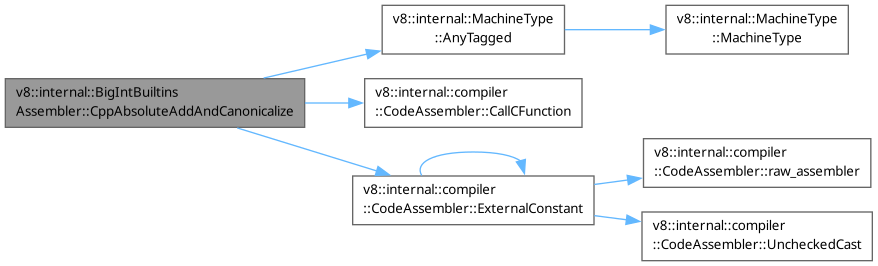 v8::internal::BigIntBuiltins
Assembler::CppAbsoluteAddAndCanonicalize
v8::internal::MachineType
::AnyTagged
v8::internal::MachineType
::MachineType
v8::internal::compiler
::CodeAssembler::CallCFunction
v8::internal::compiler
::CodeAssembler::ExternalConstant
v8::internal::compiler
::CodeAssembler::raw_assembler
v8::internal::compiler
::CodeAssembler::UncheckedCast